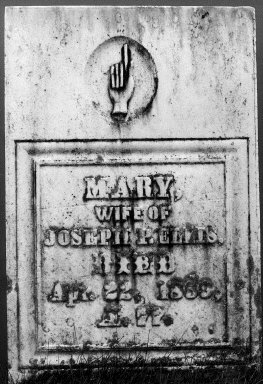 MARY,
WIFE OF
JOSEPH P. ELLIS.
DIED
Apr. 22,